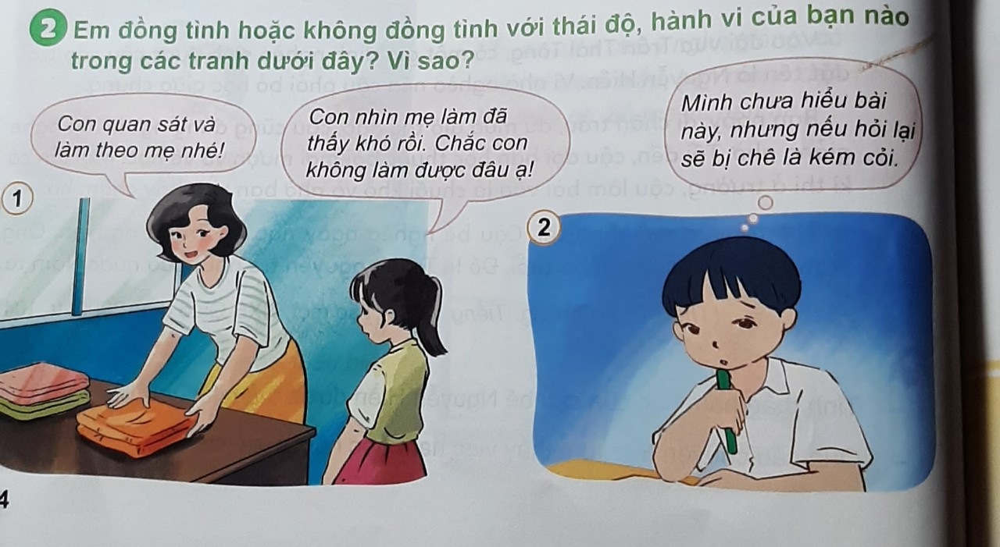 2 Em đồng tình hoặc không đồng tình với thái độ, hành vi của bạn nào
trong các tranh dưới đây? Vì sao?
Con quan sát và
làm theo mẹ nhé!
Con nhìn mẹ làm đã
thấy khó rồi. Chắc con
không làm được đâu ạ!
1
Mình chưa hiểu bài
này, nhưng nếu hỏi lại
sẽ bị chê là kém cỏi.
2
4